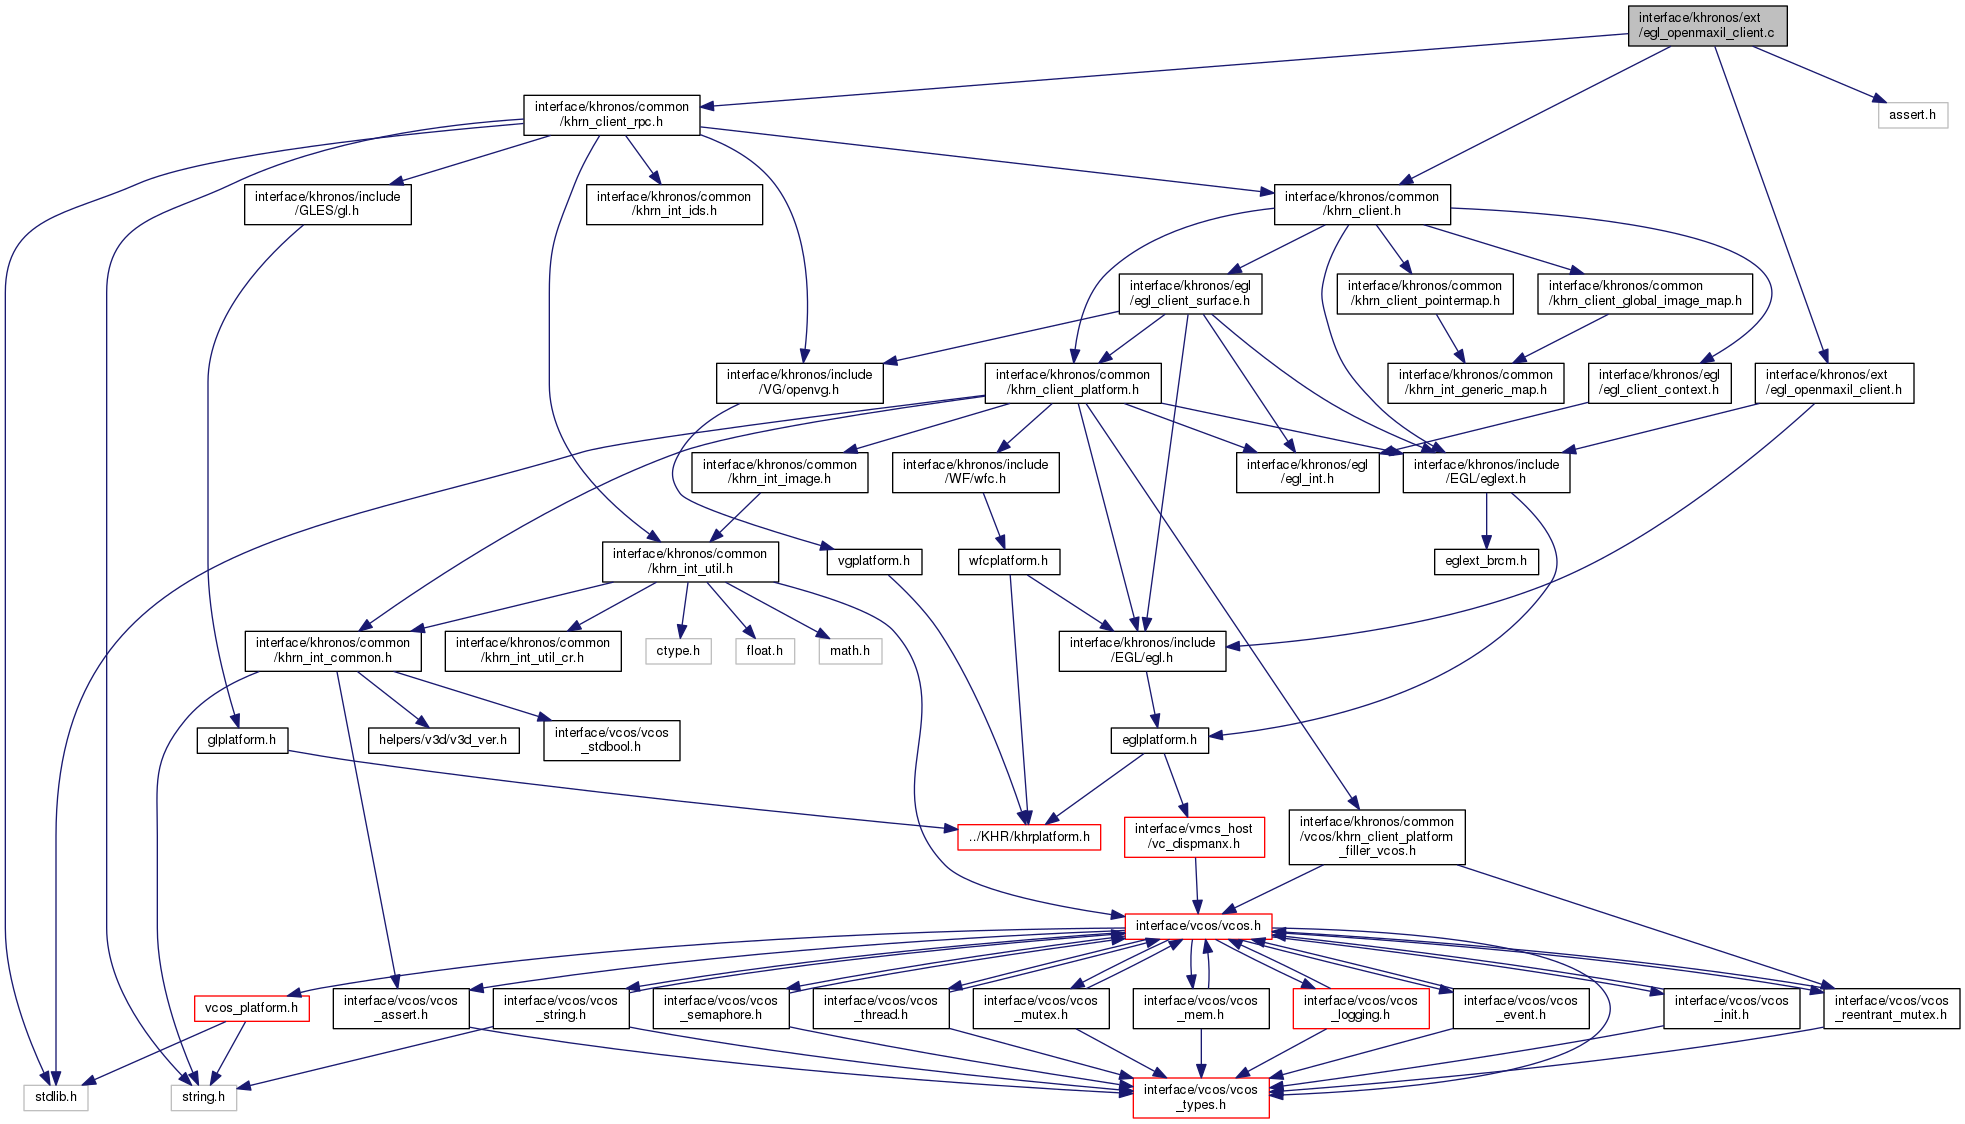 interface/khronos/ext
/egl_openmaxil_client.c
interface/khronos/common
/khrn_client_rpc.h
assert.h
interface/khronos/include
/GLES/gl.h
interface/khronos/common
/khrn_int_ids.h
interface/khronos/common
/khrn_client.h
interface/khronos/egl
/egl_client_surface.h
interface/khronos/common
/khrn_client_pointermap.h
interface/khronos/common
/khrn_client_global_image_map.h
interface/khronos/include
/VG/openvg.h
interface/khronos/common
/khrn_client_platform.h
interface/khronos/common
/khrn_int_generic_map.h
interface/khronos/egl
/egl_client_context.h
interface/khronos/ext
/egl_openmaxil_client.h
interface/khronos/common
/khrn_int_image.h
interface/khronos/include
/WF/wfc.h
interface/khronos/egl
/egl_int.h
interface/khronos/include
/EGL/eglext.h
interface/khronos/common
/khrn_int_util.h
vgplatform.h
wfcplatform.h
eglext_brcm.h
interface/khronos/common
/khrn_int_common.h
interface/khronos/common
/khrn_int_util_cr.h
ctype.h
float.h
math.h
interface/khronos/include
/EGL/egl.h
glplatform.h
helpers/v3d/v3d_ver.h
interface/vcos/vcos
_stdbool.h
eglplatform.h
../KHR/khrplatform.h
interface/vmcs_host
/vc_dispmanx.h
interface/khronos/common
/vcos/khrn_client_platform
_filler_vcos.h
interface/vcos/vcos.h
vcos_platform.h
interface/vcos/vcos
_assert.h
interface/vcos/vcos
_string.h
interface/vcos/vcos
_semaphore.h
interface/vcos/vcos
_thread.h
interface/vcos/vcos
_mutex.h
interface/vcos/vcos
_mem.h
interface/vcos/vcos
_logging.h
interface/vcos/vcos
_event.h
interface/vcos/vcos
_init.h
interface/vcos/vcos
_reentrant_mutex.h
stdlib.h
string.h
interface/vcos/vcos
_types.h